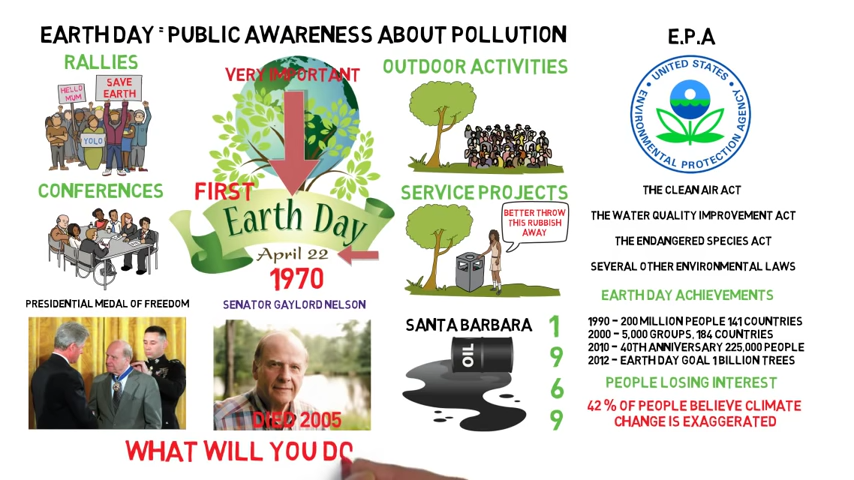 EARTH DAY = PUBLIC AWARENESS ABOUT POLLUTION
RALLIES
HELLO
MUM
SAVE
EARTH
YOLO
CONFERENCES
VERY IMPORTANT
FIRST
Earth Day
April 22
1970
OUTDOOR ACTIVITIES
SERVICE PROJECTS
BETTER THROW
THIS RUBBISH
AWAY
PRESIDENTIAL MEDAL OF FREEDOM
SENATOR GAYLORD NELSON
DIED 2005
SANTA BARBARA
OIL
1
9
6
9
E.P.A
UNITED STATES
ENVIRONMENTAL PROTECTION AGENCY
THE CLEAN AIR ACT
THE WATER QUALITY IMPROVEMENT ACT
THE ENDANGERED SPECIES ACT
SEVERAL OTHER ENVIRONMENTAL LAWS
EARTH DAY ACHIEVEMENTS
1990 - 200 MILLION PEOPLE 141 COUNTRIES
2000 - 5,000 GROUPS, 184 COUNTRIES
2010 - 40TH ANNIVERSARY 225,000 PEOPLE
2012 - EARTH DAY GOAL 1 BILLION TREES
PEOPLE LOSING INTEREST
42 % OF PEOPLE BELIEVE CLIMATE
CHANGE IS EXAGGERATED
WHAT WILL YOU DO